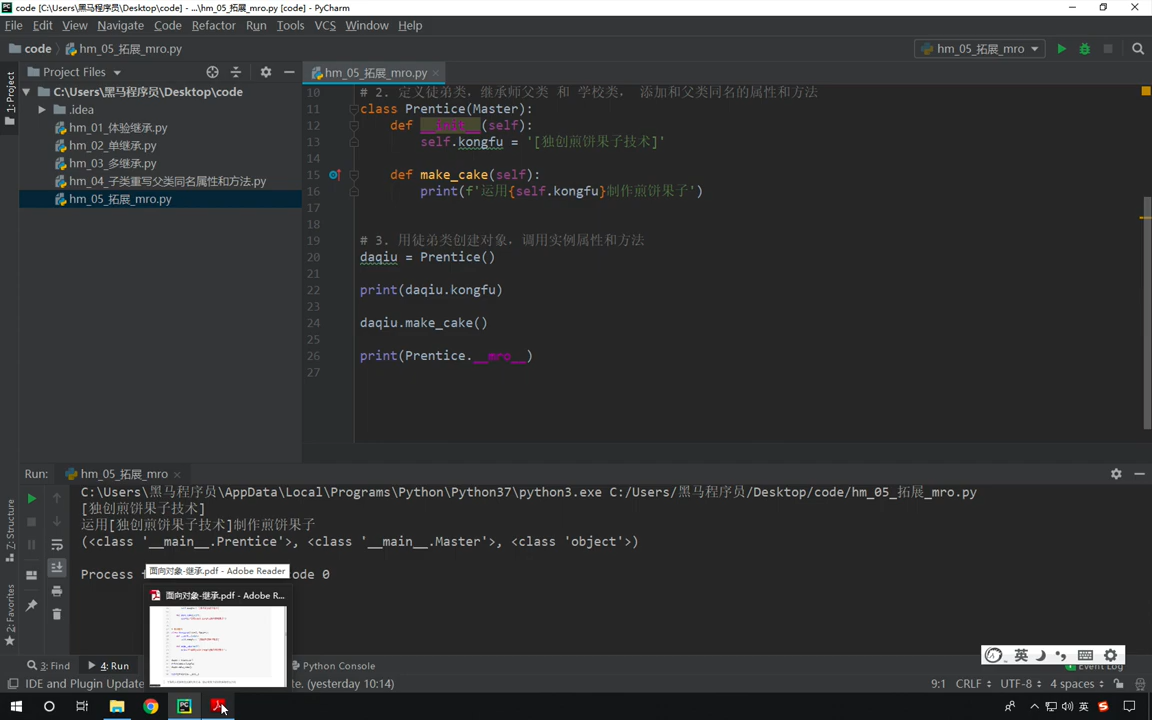 code [C:\Users\黑马程序员\Desktop\code] - ...\hm_05_拓展_mro.py [code] - PyCharm
File Edit View Navigate Code Refactor Run Tools VCS Window Help
code hm_05_拓展_mro.py hm_05_拓展_mro
1: Project
Project Files
hm_05_拓展_mro.py
C:\Users\黑马程序员\Desktop\code
.idea
hm_01_体验继承.py
hm_02_单继承.py
hm_03_多继承.py
hm_04_子类重写父类同名属性和方法.py
hm_05_拓展_mro.py
10 # 2. 定义徒弟类，继承师父类 和 学校类， 添加和父类同名的属性和方法
11 class Prentice(Master):
12 def __init__(self):
13 self.kongfu = '[独创煎饼果子技术]'
14
15 def make_cake(self):
16 print(f'运用{self.kongfu}制作煎饼果子')
17
18
19 # 3. 用徒弟类创建对象，调用实例属性和方法
20 daqiu = Prentice()
21
22 print(daqiu.kongfu)
23
24 daqiu.make_cake()
25
26 print(Prentice.__mro__)
27
Run: hm_05_拓展_mro
C:\Users\黑马程序员\AppData\Local\Programs\Python\Python37\python3.exe C:/Users/黑马程序员/Desktop/code/hm_05_拓展_mro.py
[独创煎饼果子技术]
运用[独创煎饼果子技术]制作煎饼果子
(<class '__main__.Prentice'>, <class '__main__.Master'>, <class 'object'>)
Process ode 0
面向对象-继承.pdf - Adobe Reader
面向对象-继承.pdf - Adobe R...
7: Structure
2: Favorites
英
3: Find 4: Run Python Console Event Log
IDE and Plugin Update te. (yesterday 10:14) 9:1 CRLF UTF-8 4 spaces
英